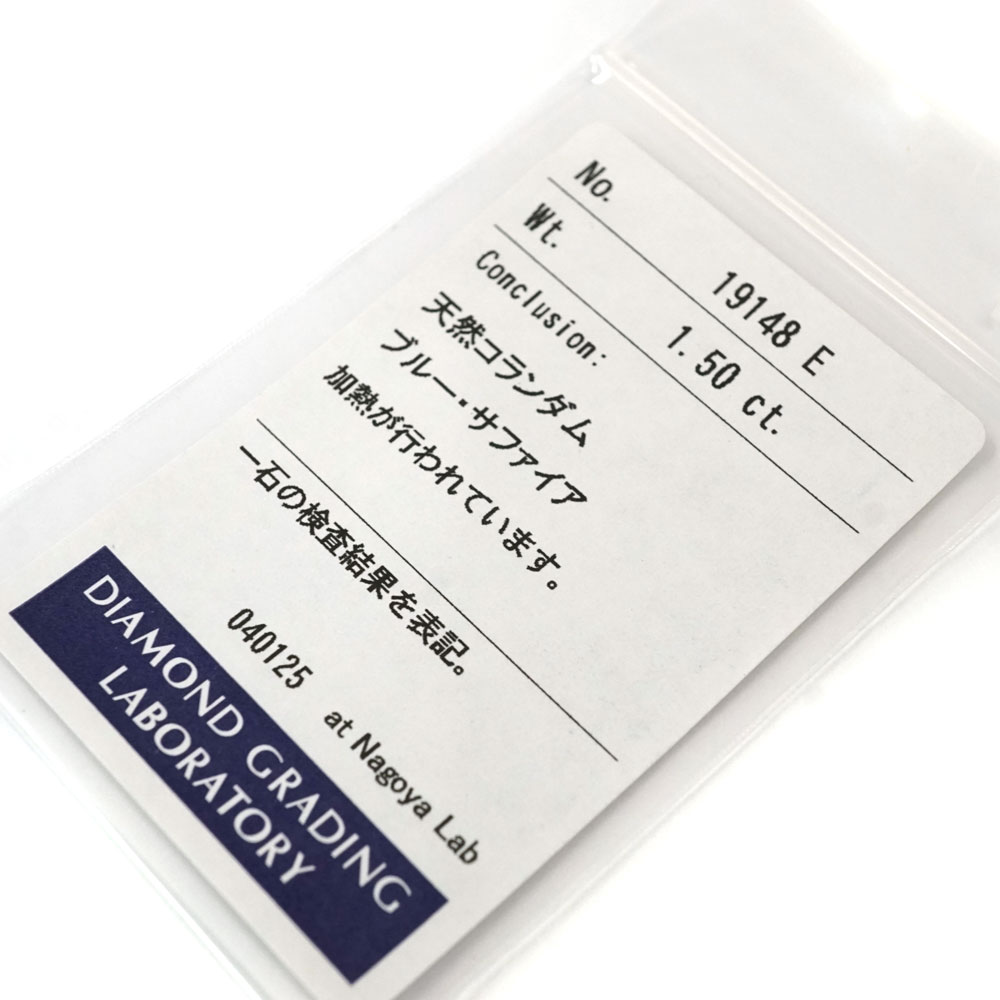 No. 19148 E
Wt. 1.50 ct.
Conclusion:
天然コランダム
ブルー・サファイア
加熱が行われています。
一石の検査結果を表記。
040125 at Nagoya Lab
DIAMOND GRADING
LABORATORY